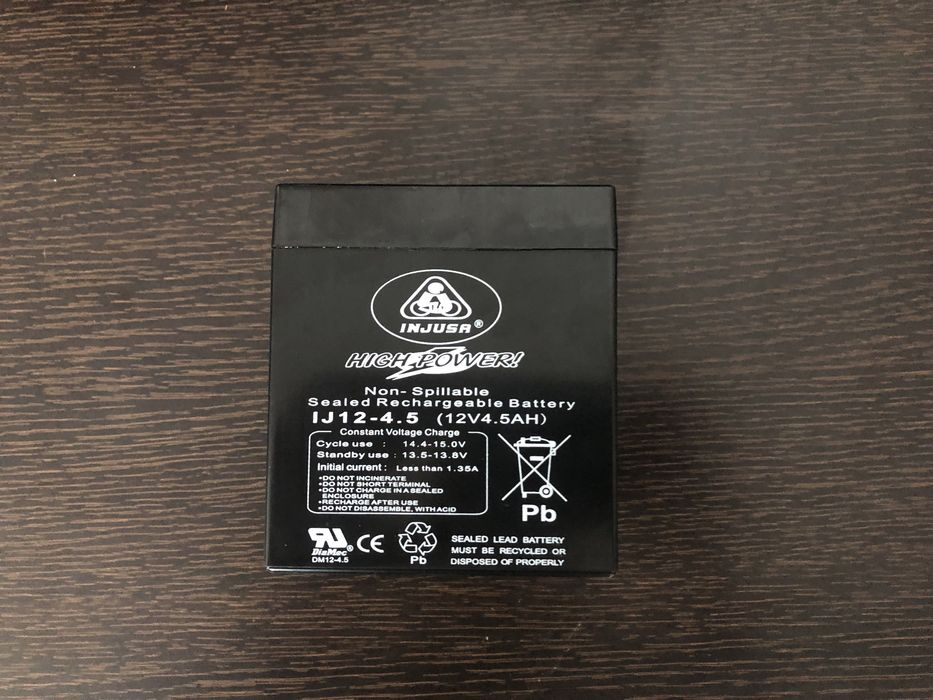 INJUSA®
HIGH POWER!
Non-Spillable
Sealed Rechargeable Battery
IJ12-4.5 (12V4.5AH)
Constant Voltage Charge
Cycle use : 14.4-15.0V
Standby use : 13.5-13.8V
Initial current : Less than 1.35A
•DO NOT INCINERATE
•DO NOT SHORT TERMINAL
•DO NOT CHARGE IN A SEALED
ENCLOSURE
•RECHARGE AFTER USE
•DO NOT DISASSEMBLE, WITH ACID
Pb
RU®
DiaMec
DM12-4.5
CE
Pb
SEALED LEAD BATTERY
MUST BE RECYCLED OR
DISPOSED OF PROPERLY